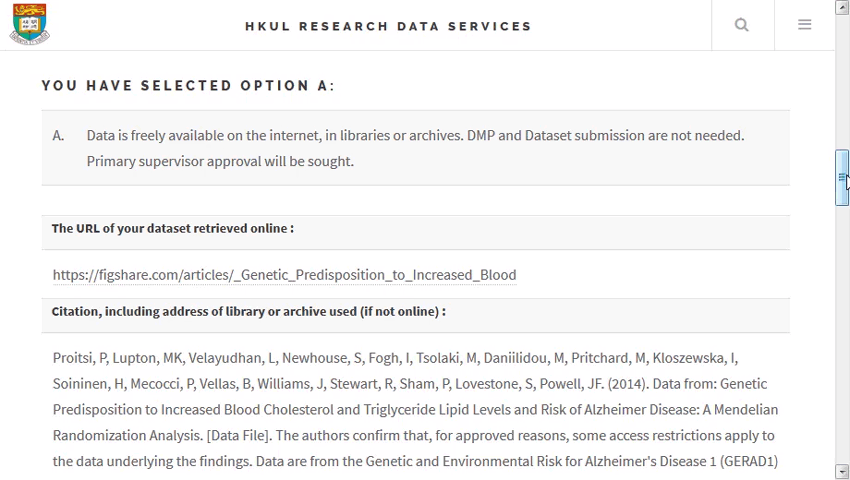 HKUL RESEARCH DATA SERVICES
YOU HAVE SELECTED OPTION A:
A. Data is freely available on the internet, in libraries or archives. DMP and Dataset submission are not needed.
Primary supervisor approval will be sought.
The URL of your dataset retrieved online :
https://figshare.com/articles/_Genetic_Predisposition_to_Increased_Blood
Citation, including address of library or archive used (if not online) :
Proitsi, P, Lupton, MK, Velayudhan, L, Newhouse, S, Fogh, I, Tsolaki, M, Daniilidou, M, Pritchard, M, Kloszewska, I,
Soininen, H, Mecocci, P, Vellas, B, Williams, J, Stewart, R, Sham, P, Lovestone, S, Powell, JF. (2014). Data from: Genetic
Predisposition to Increased Blood Cholesterol and Triglyceride Lipid Levels and Risk of Alzheimer Disease: A Mendelian
Randomization Analysis. [Data File]. The authors confirm that, for approved reasons, some access restrictions apply to
the data underlying the findings. Data are from the Genetic and Environmental Risk for Alzheimer's Disease 1 (GERAD1)